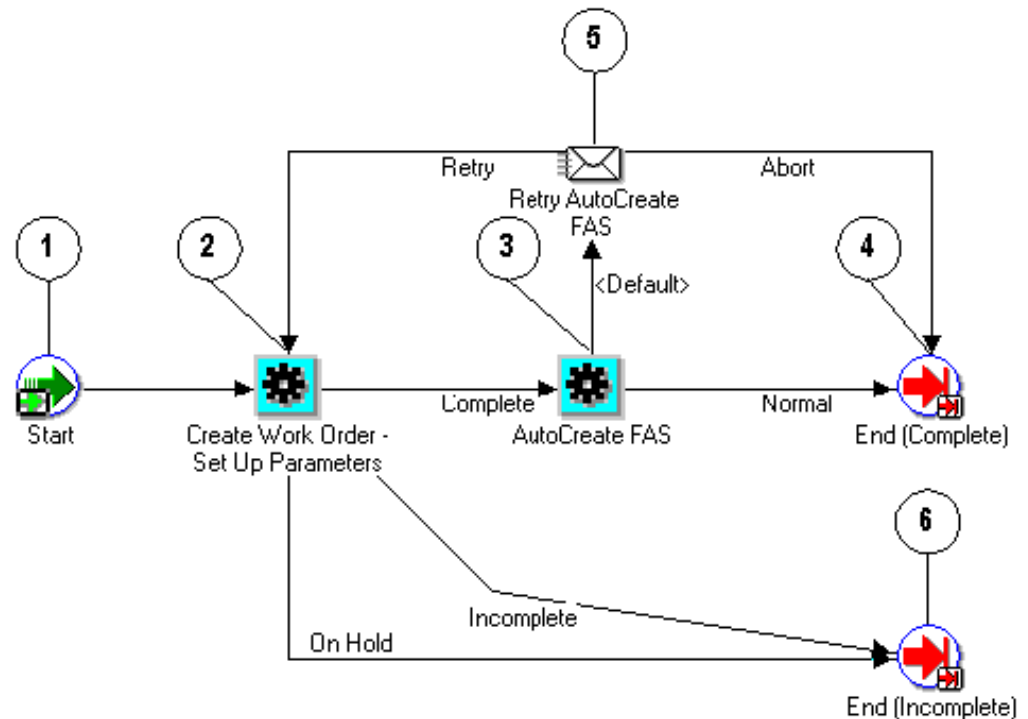 5
Retry
Abort
Retry AutoCreate
FAS
1
2
3
4
<Default>
Complete
Normal
Start
Create Work Order -
Set Up Parameters
AutoCreate FAS
End (Complete)
6
Incomplete
On Hold
End (Incomplete)